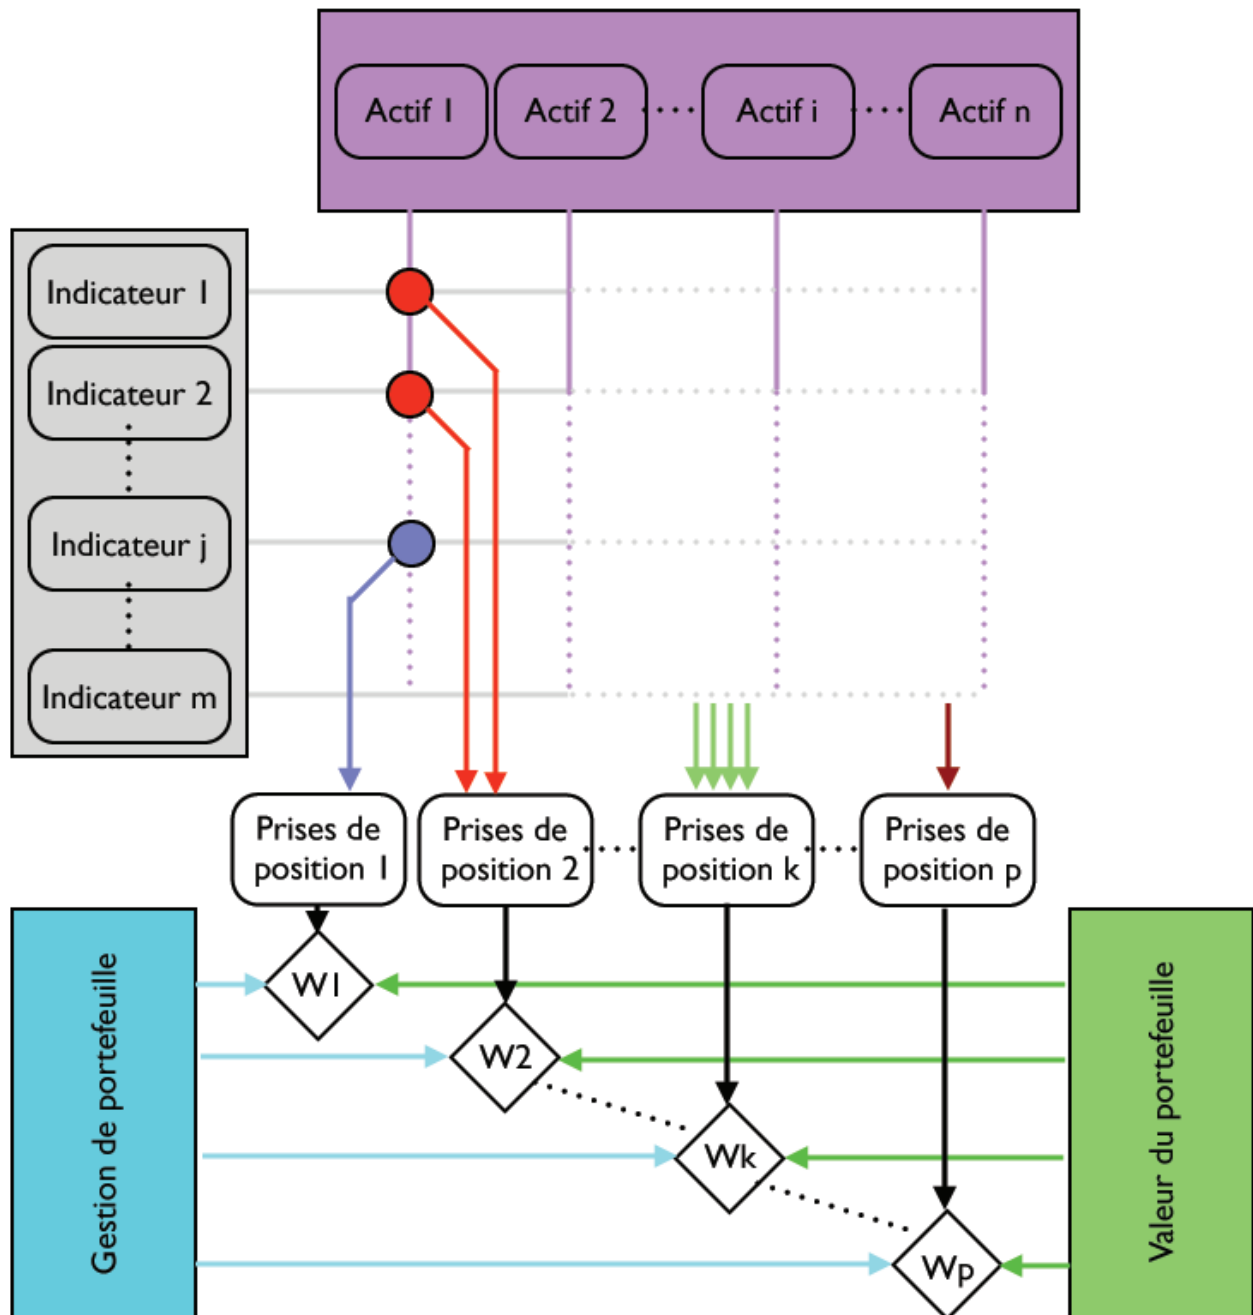 Actif 1
Actif 2
Actif i
Actif n
Indicateur 1
Indicateur 2
Indicateur j
Indicateur m
Prises de
position 1
Prises de
position 2
Prises de
position k
Prises de
position p
Gestion de portefeuille
W1
W2
Wk
Wp
Valeur du portefeuille